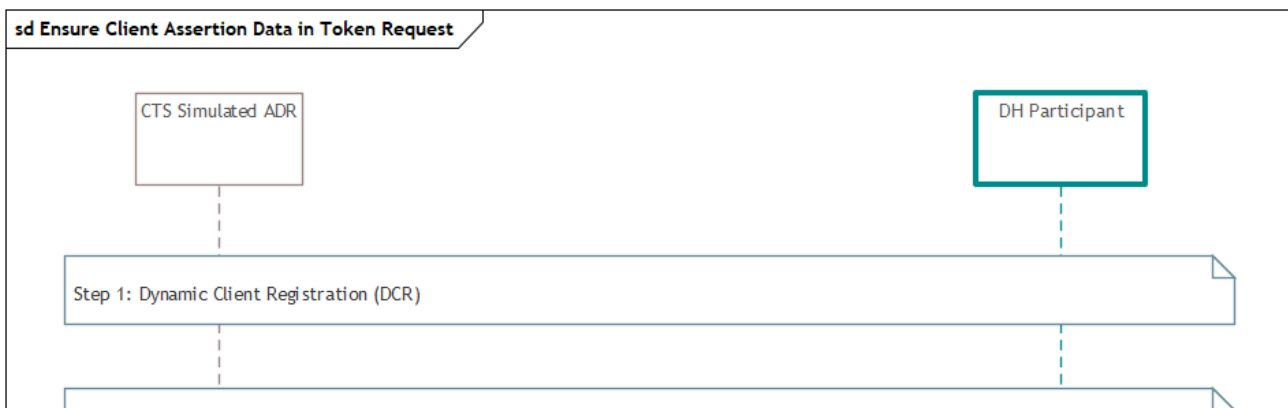 sd Ensure Client Assertion Data in Token Request
CTS Simulated ADR
DH Participant
Step 1: Dynamic Client Registration (DCR)